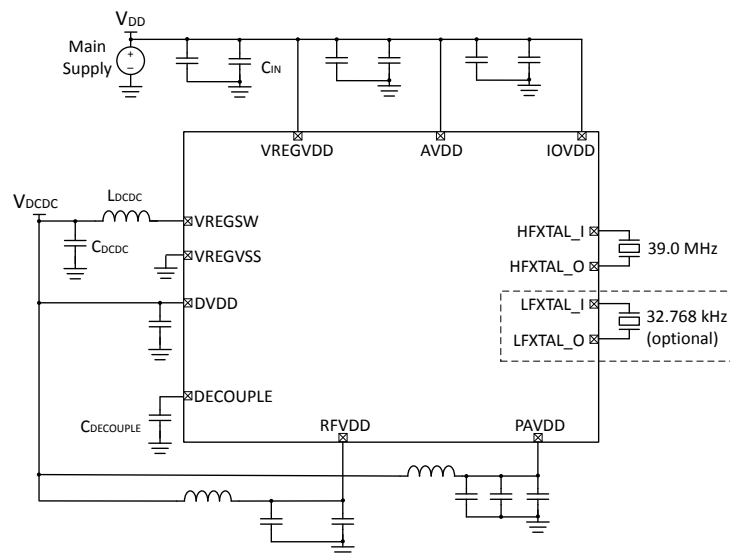 VDD
Main
Supply
+
−
CIN
VREGVDD
AVDD
IOVDD
VDCDC
LDCDC
CDCDC
VREGSW
VREGVSS
DVDD
DECOUPLE
CDECOUPLE
HFXTAL_I
HFXTAL_O
39.0 MHz
LFXTAL_I
LFXTAL_O
32.768 kHz
(optional)
RFVDD
PAVDD